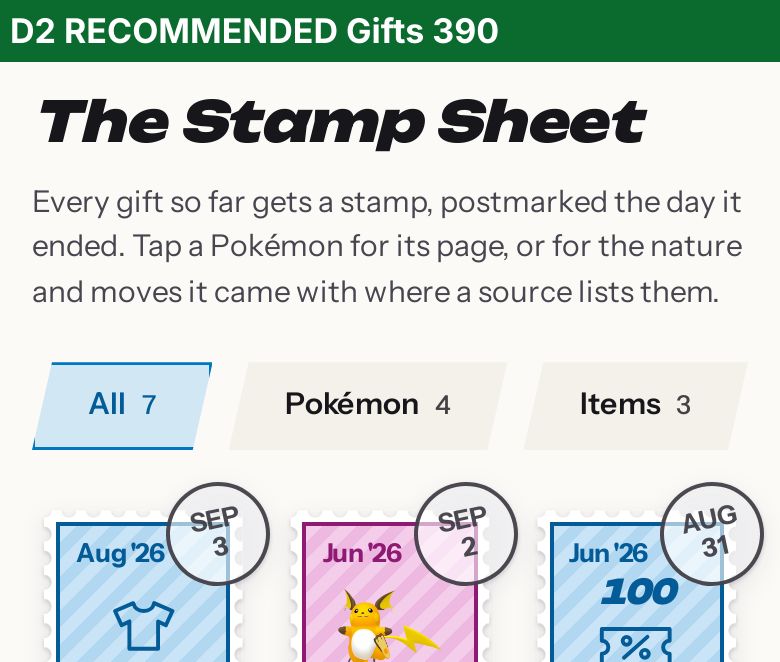 D2 RECOMMENDED Gifts 390
The Stamp Sheet
Every gift so far gets a stamp, postmarked the day it
ended. Tap a Pokémon for its page, or for the nature
and moves it came with where a source lists them.
All 7
Pokémon 4
Items 3
Aug '26
SEP
3
Jun '26
SEP
2
Jun '26
AUG
31
100
%